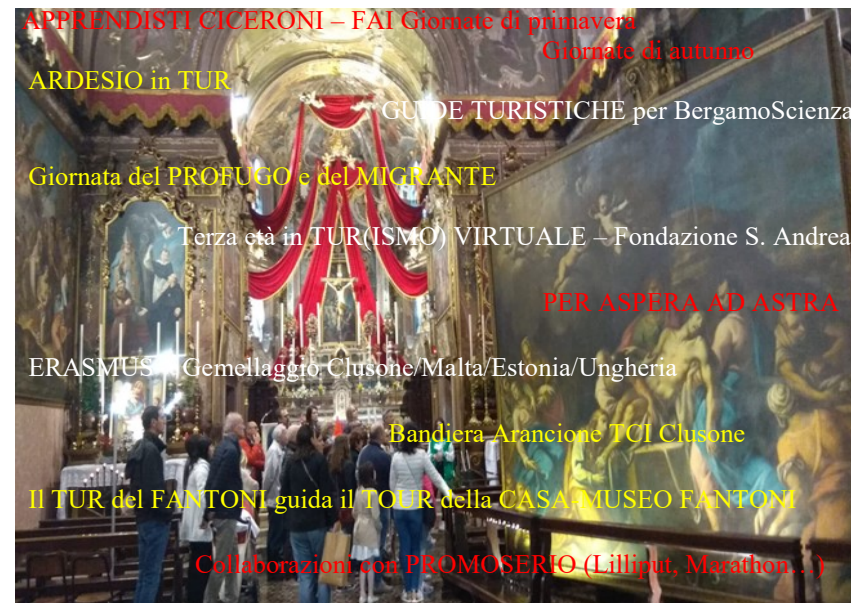 APPRENDISTI CICERONI – FAI Giornate di primavera
Giornate di autunno
ARDESIO in TUR
GUIDE TURISTICHE per BergamoScienza
Giornata del PROFUGO e del MIGRANTE
Terza età in TUR(ISMO) VIRTUALE – Fondazione S. Andrea
PER ASPERA AD ASTRA
ERASMUS + Gemellaggio Clusone/Malta/Estonia/Ungheria
Bandiera Arancione TCI Clusone
Il TUR del FANTONI guida il TOUR della CASA-MUSEO FANTONI
Collaborazioni con PROMOSERIO (Lilliput, Marathon…)